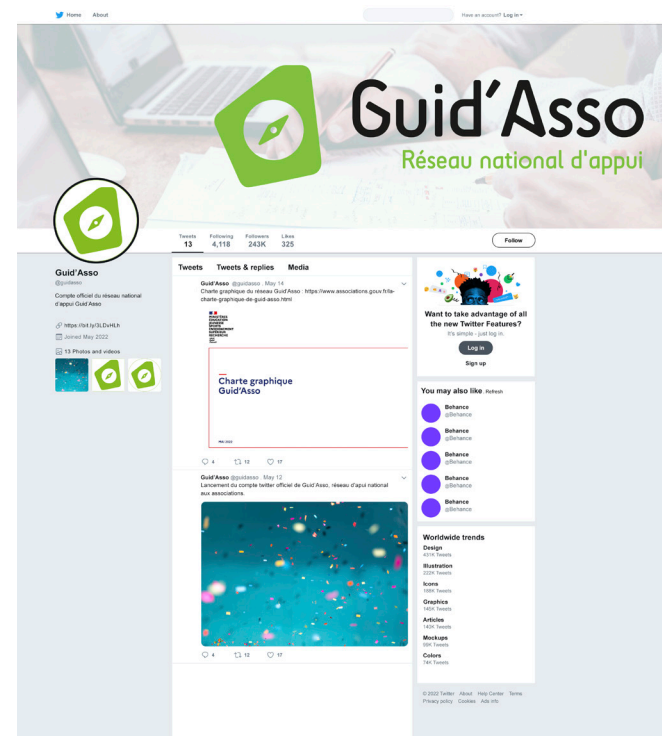 Home About
Have an account? Log in
Guid'Asso
Réseau national d'appui
Tweets Following Followers Likes
13 4,118 243K 325
Follow
Guid'Asso
@guidasso
Compte officiel du réseau national
d'appui Guid'Asso
https://bit.ly/3LDxHLh
Joined May 2022
13 Photos and videos
Tweets Tweets & replies Media
Guid'Asso @guidasso . May 14
Charte graphique du réseau Guid'Asso : https://www.associations.gouv.fr/la-
charte-graphique-de-guid-asso.html
Charte graphique
Guid'Asso
MAI 2022
4 12 17
Guid'Asso @guidasso . May 12
Lancement du compte twitter officiel de Guid'Asso, réseau d'apui national
aux associations.
4 12 17
Want to take advantage of all
the new Twitter Features?
It's simple - just log in.
Log in
Sign up
You may also like . Refresh
Behance
@Behance
Behance
@Behance
Behance
@Behance
Behance
@Behance
Behance
@Behance
Worldwide trends
Design
431K Tweets
Illustration
222K Tweets
Icons
188K Tweets
Graphics
145K Tweets
Articles
143K Tweets
Mockups
99K Tweets
Colors
74K Tweets
© 2022 Twitter About Help Center Terms
Privacy policy Cookies Ads info